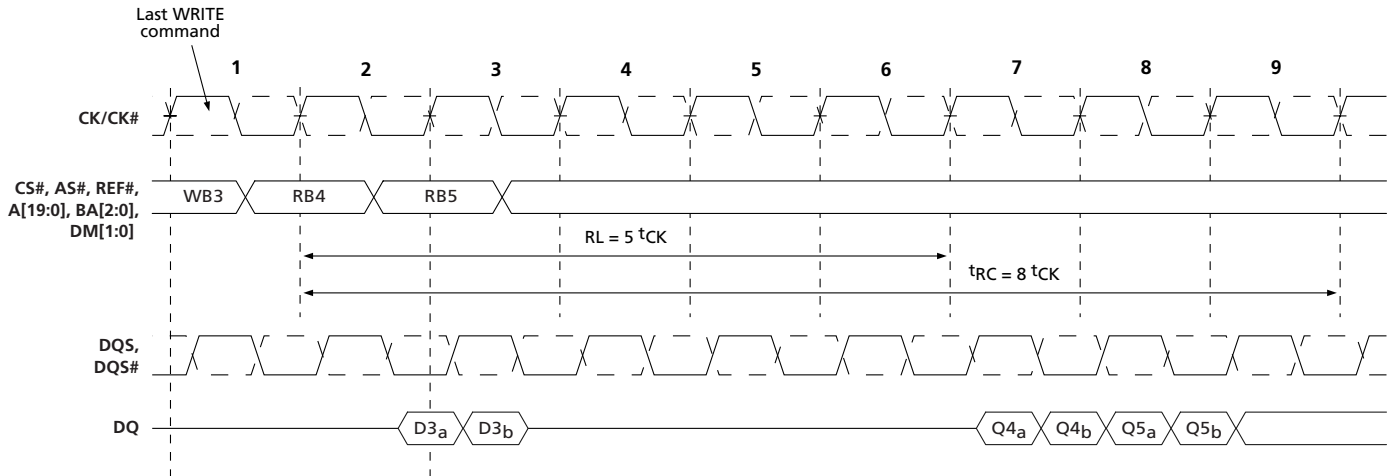 Last WRITE
command
1 2 3 4 5 6 7 8 9
CK/CK#
CS#, AS#, REF#,
A[19:0], BA[2:0],
DM[1:0]
WB3 RB4 RB5
RL = 5 tCK
tRC = 8 tCK
DQS,
DQS#
DQ D3a D3b Q4a Q4b Q5a Q5b